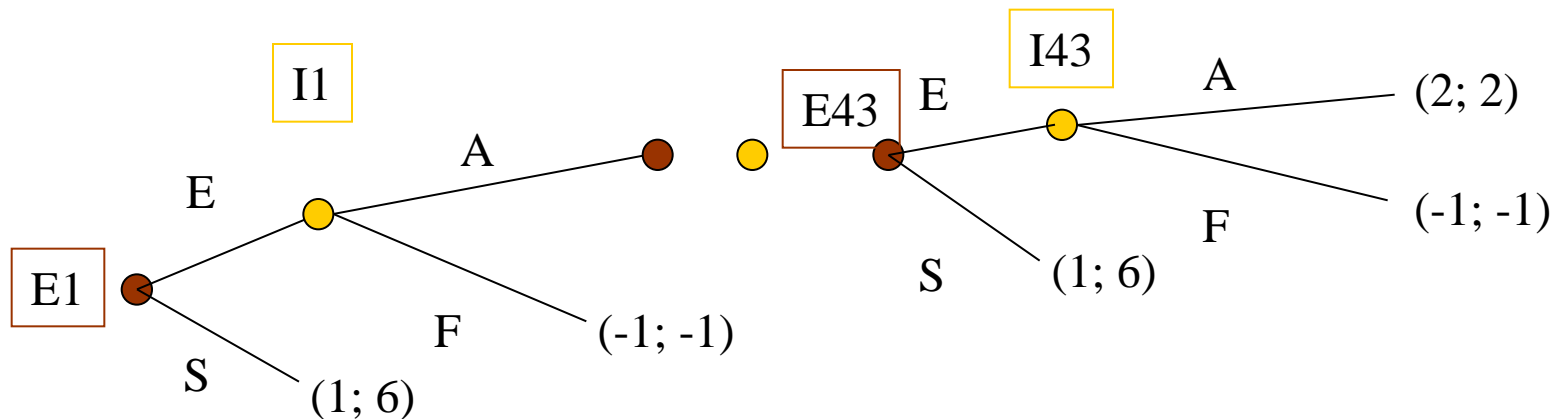 I1
A
E
E1
F
(-1; -1)
S
(1; 6)
I43
E43
E
A
(2; 2)
F
(-1; -1)
S
(1; 6)